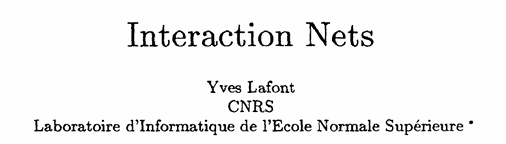 Interaction Nets
Yves Lafont
CNRS
Laboratoire d'Informatique de l'Ecole Normale Supérieure *